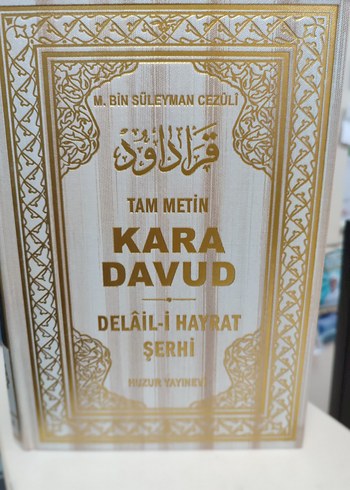 M. BİN SÜLEYMAN CEZÛLÎ
قرا داود
TAM METİN
KARA
DAVUD
DELÂİL-İ HAYRAT
ŞERHİ
HUZUR YAYINEVİ